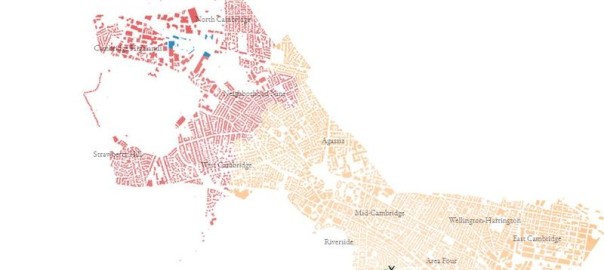 North Cambridge
Cambridge Highlands
Neighborhood Nine
Agassiz
Strawberry Hill
West Cambridge
Mid-Cambridge
Wellington-Harrington
Riverside
East Cambridge
Area Four
X